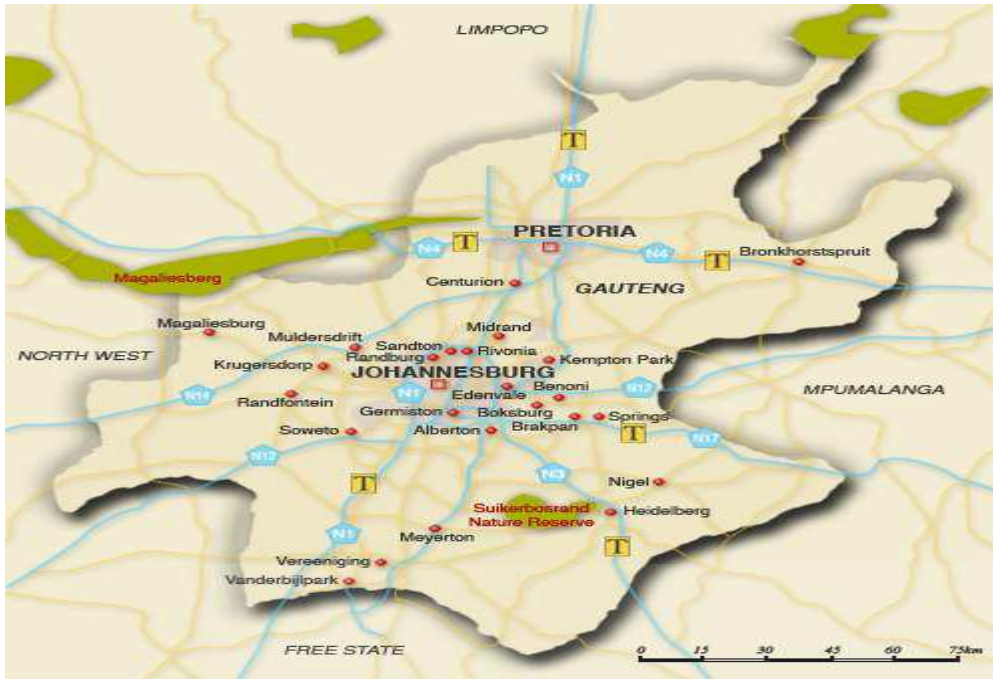 LIMPOPO
T
N1
PRETORIA
N4
T
N4
T
Bronkhorstspruit
Magaliesberg
Centurion
GAUTENG
Magaliesburg
Muldersdrift
Midrand
NORTH WEST
Sandton
Rivonia
Randburg
Kempton Park
Krugersdorp
JOHANNESBURG
MPUMALANGA
N14
Randfontein
N1
Benoni
N12
Edenvale
Germiston
Boksburg
Springs
Soweto
Alberton
Brakpan
T
N17
N12
N3
T
Nigel
Suikerbosrand
Nature Reserve
Heidelberg
N1
Meyerton
T
Vereeniging
Vanderbijlpark
FREE STATE
0 15 30 45 60 75km